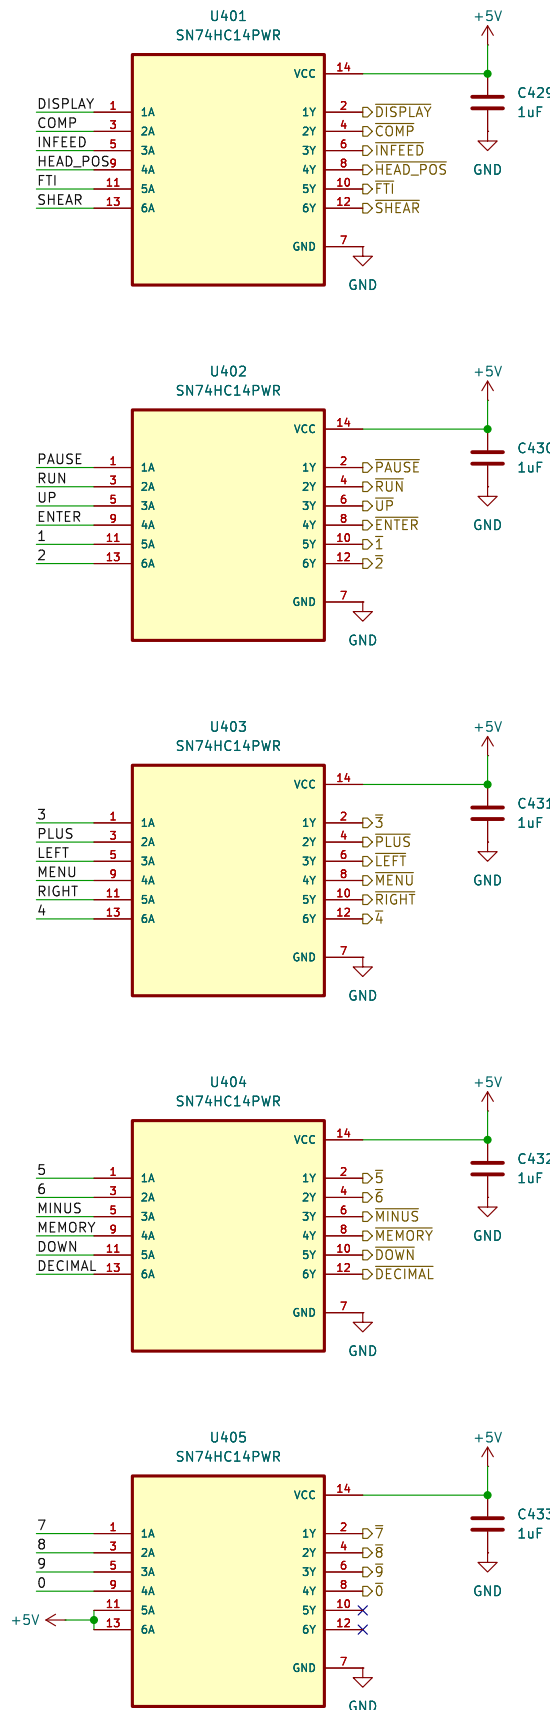 U401
SN74HC14PWR
+5V
VCC 14
C429
1uF
DISPLAY 1 1A 1Y 2 DISPLAY
COMP 3 2A 2Y 4 COMP
INFEED 5 3A 3Y 6 INFEED
HEAD_POS 9 4A 4Y 8 HEAD_POS
FTI 11 5A 5Y 10 FTI
SHEAR 13 6A 6Y 12 SHEAR
GND
GND 7
GND
U402
SN74HC14PWR
+5V
VCC 14
C430
1uF
PAUSE 1 1A 1Y 2 PAUSE
RUN 3 2A 2Y 4 RUN
UP 5 3A 3Y 6 UP
ENTER 9 4A 4Y 8 ENTER
1 11 5A 5Y 10 1
2 13 6A 6Y 12 2
GND
GND 7
GND
U403
SN74HC14PWR
+5V
VCC 14
C431
1uF
3 1 1A 1Y 2 3
PLUS 3 2A 2Y 4 PLUS
LEFT 5 3A 3Y 6 LEFT
MENU 9 4A 4Y 8 MENU
RIGHT 11 5A 5Y 10 RIGHT
4 13 6A 6Y 12 4
GND
GND 7
GND
U404
SN74HC14PWR
+5V
VCC 14
C432
1uF
5 1 1A 1Y 2 5
6 3 2A 2Y 4 6
MINUS 5 3A 3Y 6 MINUS
MEMORY 9 4A 4Y 8 MEMORY
DOWN 11 5A 5Y 10 DOWN
DECIMAL 13 6A 6Y 12 DECIMAL
GND
GND 7
GND
U405
SN74HC14PWR
+5V
VCC 14
C433
1uF
7 1 1A 1Y 2 7
8 3 2A 2Y 4 8
9 5 3A 3Y 6 9
0 9 4A 4Y 8 0
11 5A 5Y 10
+5V
13 6A 6Y 12
GND
GND 7
GND